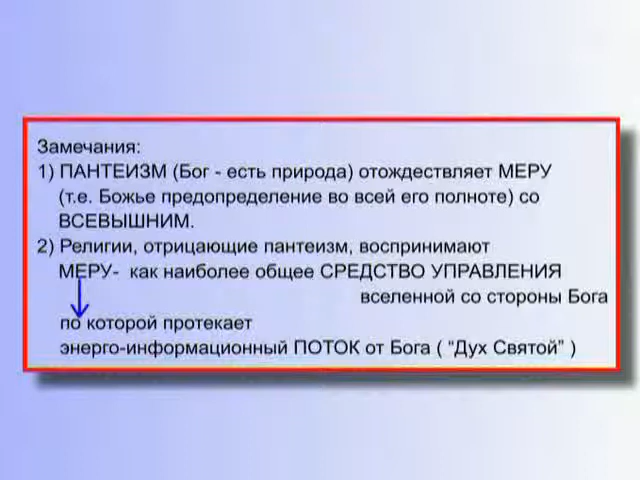 Замечания:
1) ПАНТЕИЗМ (Бог - есть природа) отождествляет МЕРУ
(т.е. Божье предопределение во всей его полноте) со
ВСЕВЫШНИМ.
2) Религии, отрицающие пантеизм, воспринимают
МЕРУ- как наиболее общее СРЕДСТВО УПРАВЛЕНИЯ
вселенной со стороны Бога
по которой протекает
энерго-информационный ПОТОК от Бога ( “Дух Святой” )